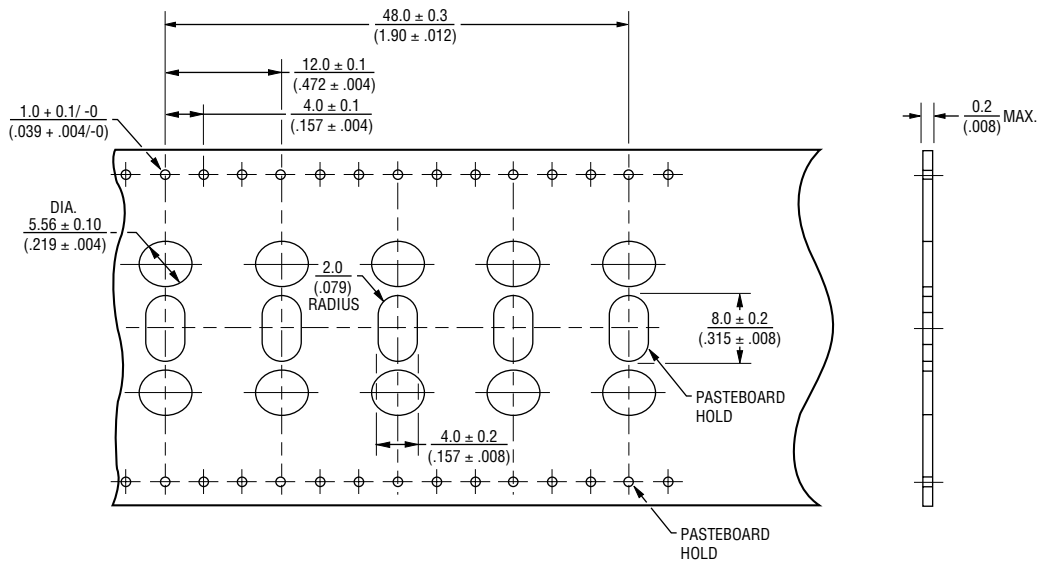 48.0 ± 0.3
(1.90 ± .012)
12.0 ± 0.1
(.472 ± .004)
1.0 + 0.1/ -0
(.039 + .004/-0)
4.0 ± 0.1
(.157 ± .004)
0.2
(.008)
MAX.
DIA.
5.56 ± 0.10
(.219 ± .004)
2.0
(.079)
RADIUS
8.0 ± 0.2
(.315 ± .008)
PASTEBOARD
HOLD
4.0 ± 0.2
(.157 ± .008)
PASTEBOARD
HOLD